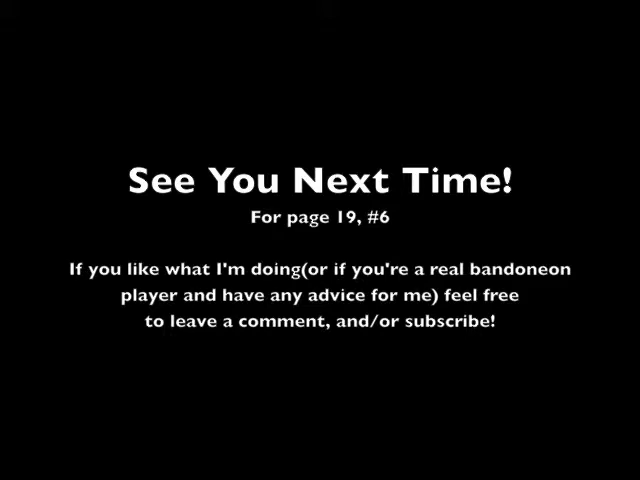 See You Next Time!
For page 19, #6
If you like what I'm doing(or if you're a real bandoneon
player and have any advice for me) feel free
to leave a comment, and/or subscribe!